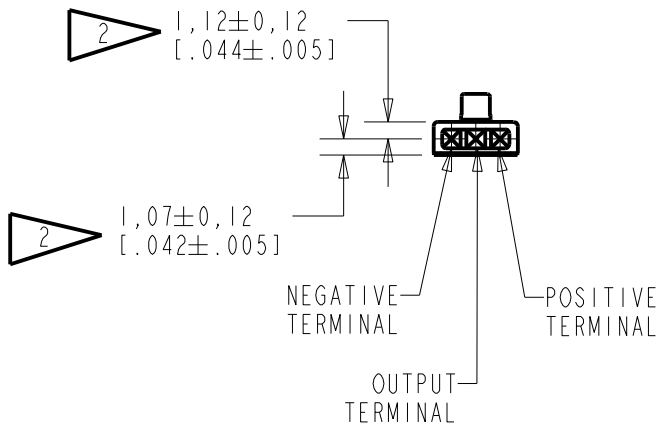 2
1,12±0,12
[.044±.005]
2
1,07±0,12
[.042±.005]
NEGATIVE
TERMINAL
POSITIVE
TERMINAL
OUTPUT
TERMINAL